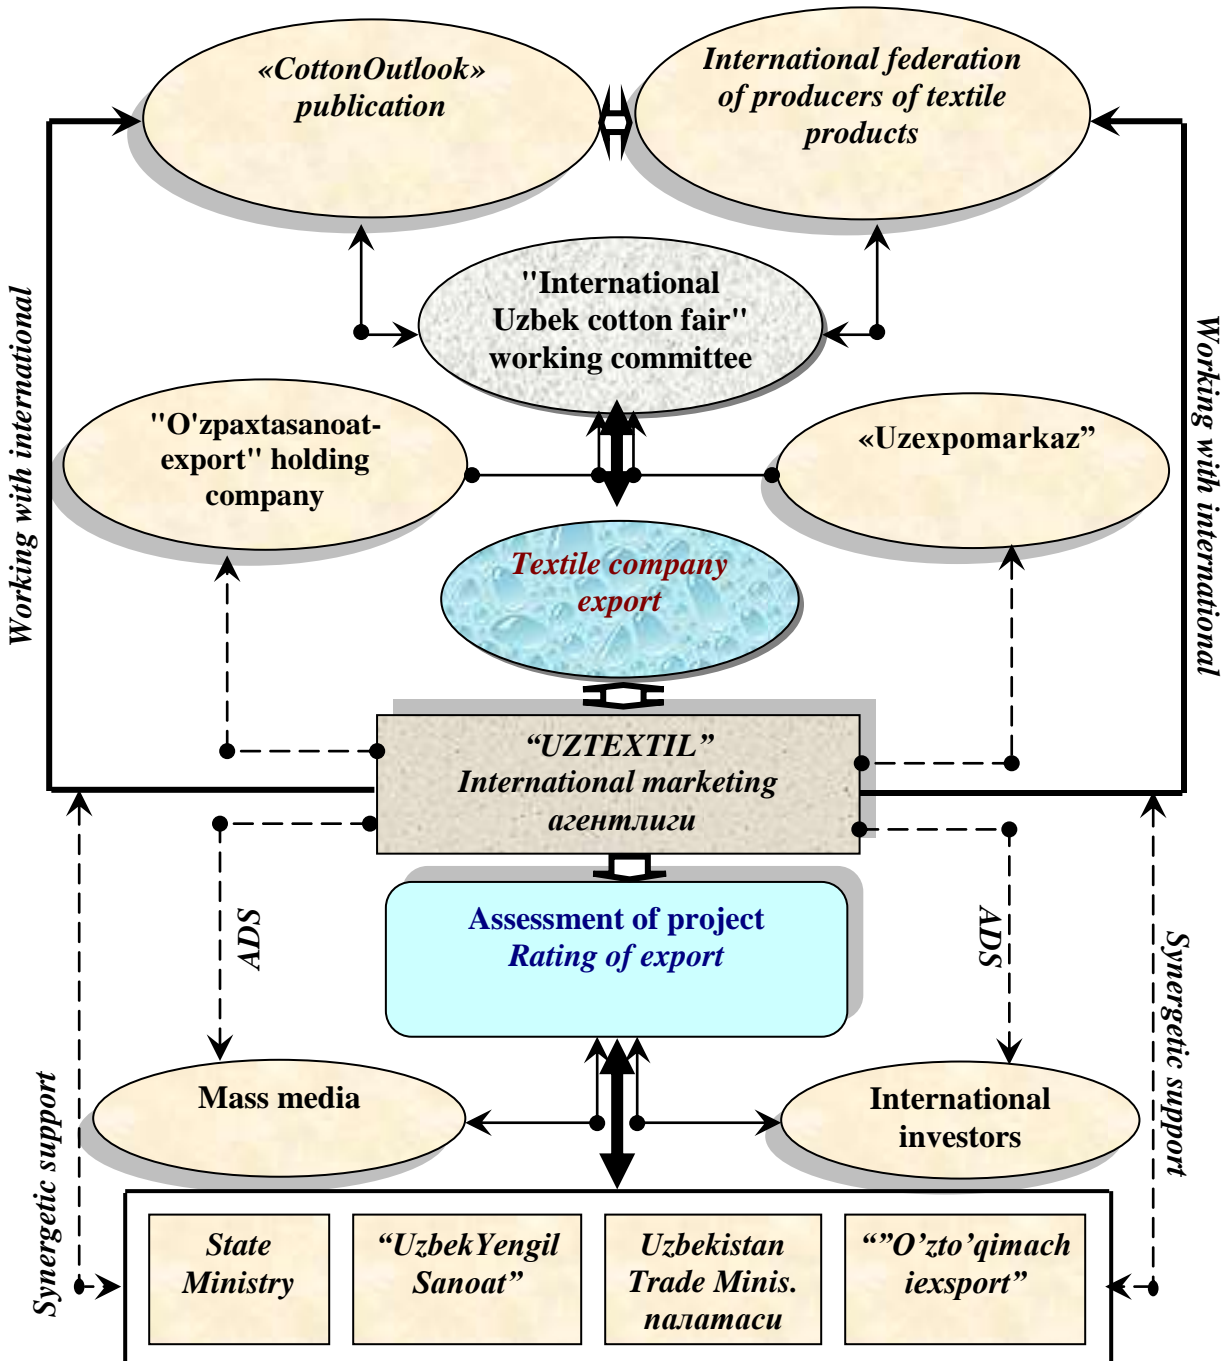 «CottonOutlook»
publication
International federation
of producers of textile
products
"International
Uzbek cotton fair"
working committee
Working with international
Working with international
"O'zpaxtasanoat-
export" holding
company
«Uzexpomarkaz”
Textile company
export
“UZTEXTIL”
International marketing
агентлиги
Assessment of project
Rating of export
ADS
ADS
Synergetic support
Synergetic support
Mass media
International
investors
State
Ministry
“UzbekYengil
Sanoat”
Uzbekistan
Trade Minis.
палатаси
“”O’zto’qimach
iexsport”